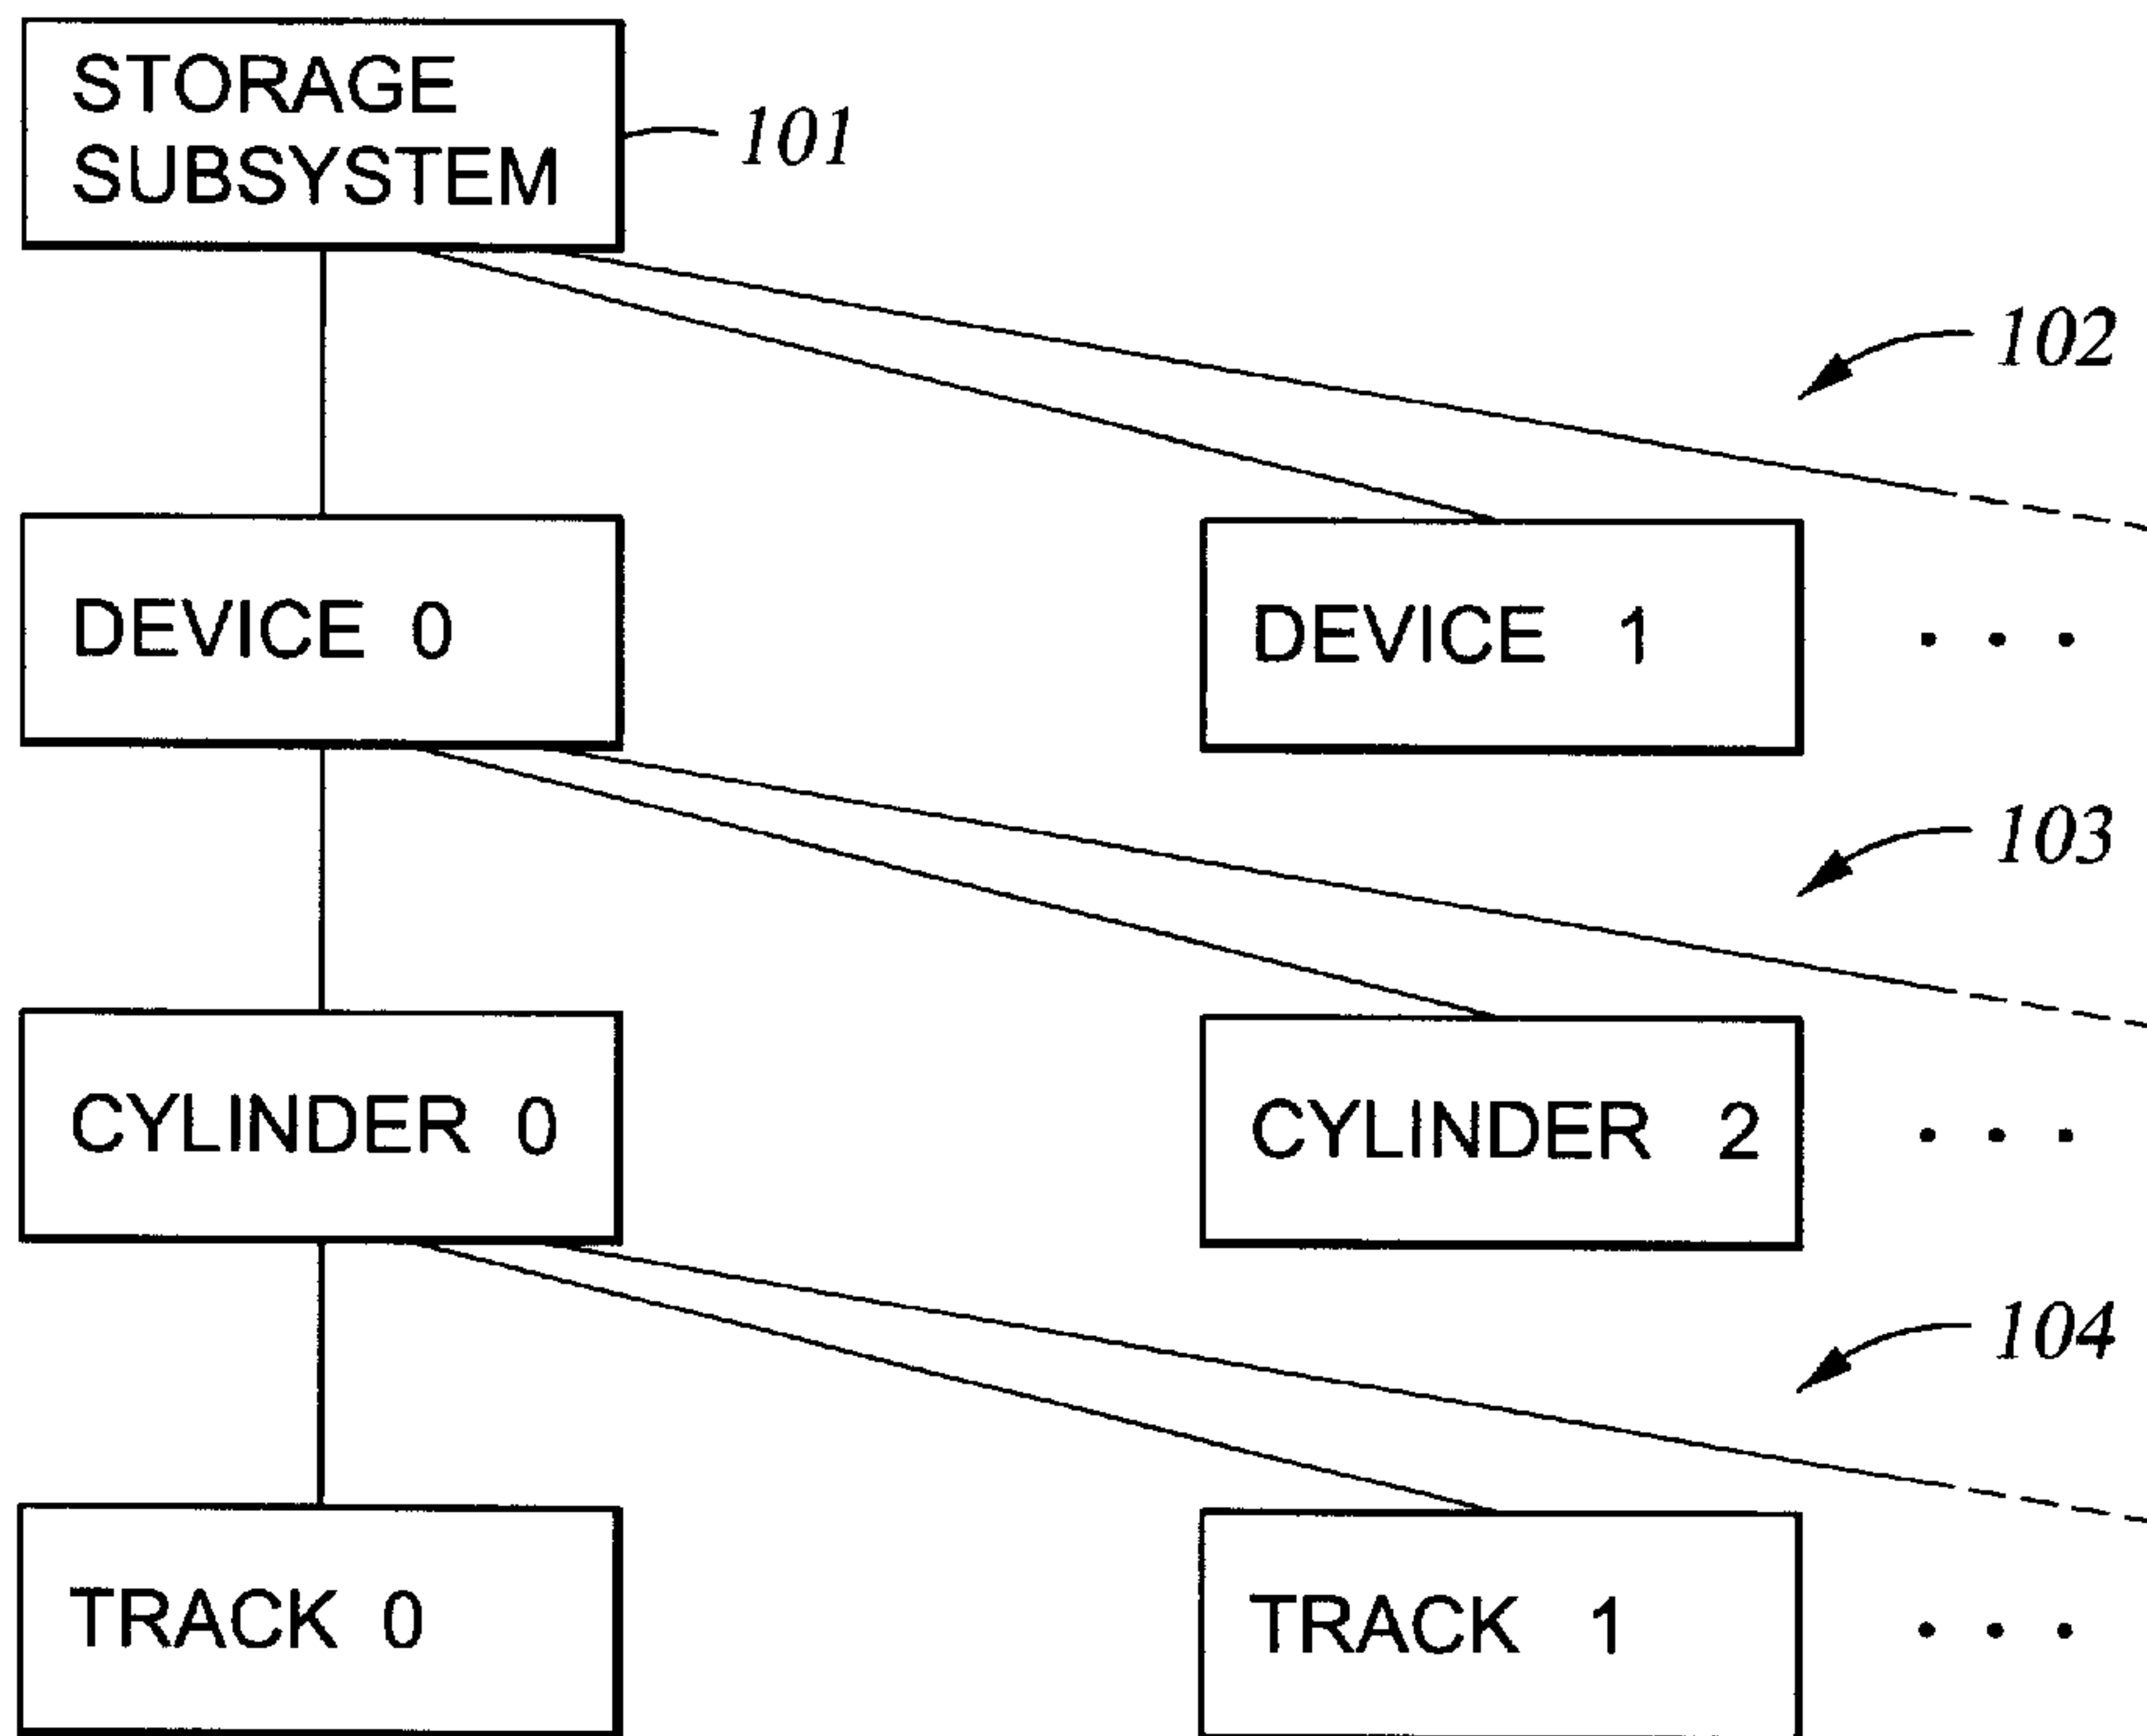 STORAGE
SUBSYSTEM
101
102
DEVICE 0
DEVICE 1
. . .
103
CYLINDER 0
CYLINDER 2
. . .
104
TRACK 0
TRACK 1
. . .